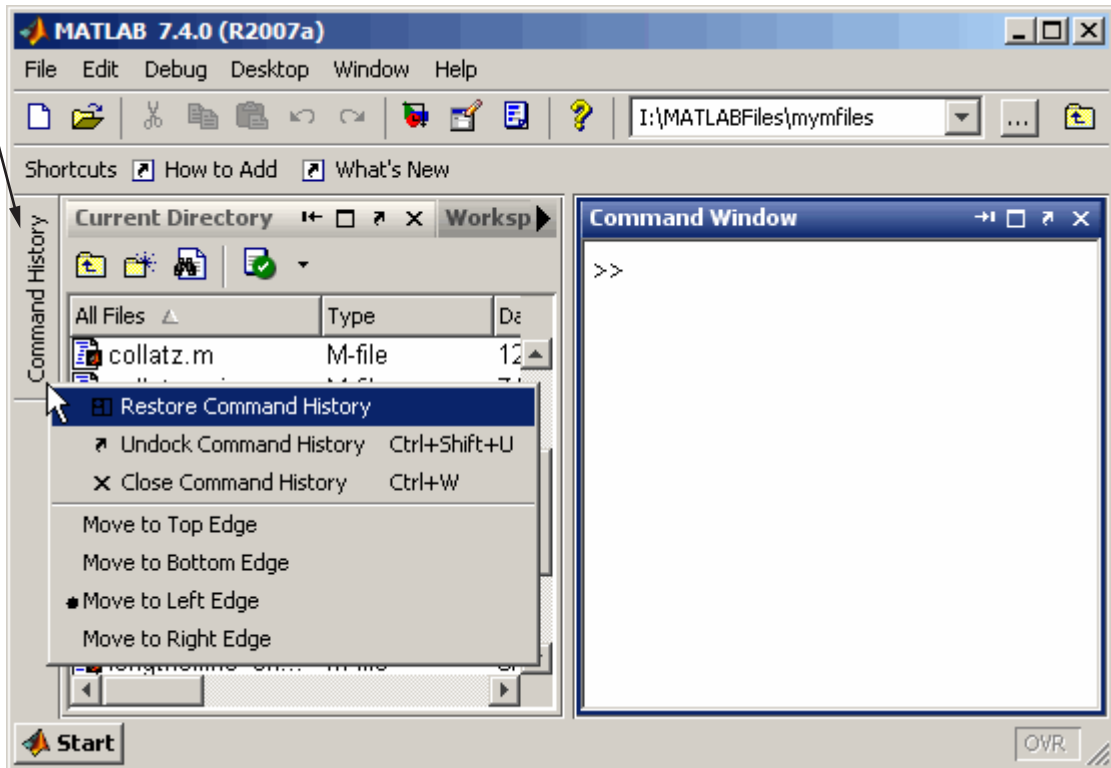 MATLAB 7.4.0 (R2007a)
File Edit Debug Desktop Window Help
I:\MATLABFiles\mymfiles ...
Shortcuts How to Add What's New
Command History
Current Directory Worksp
All Files Type Da
collatz.m M-file 12
Restore Command History
Undock Command History Ctrl+Shift+U
Close Command History Ctrl+W
Move to Top Edge
Move to Bottom Edge
Move to Left Edge
Move to Right Edge
Command Window
>>
Start
OVR